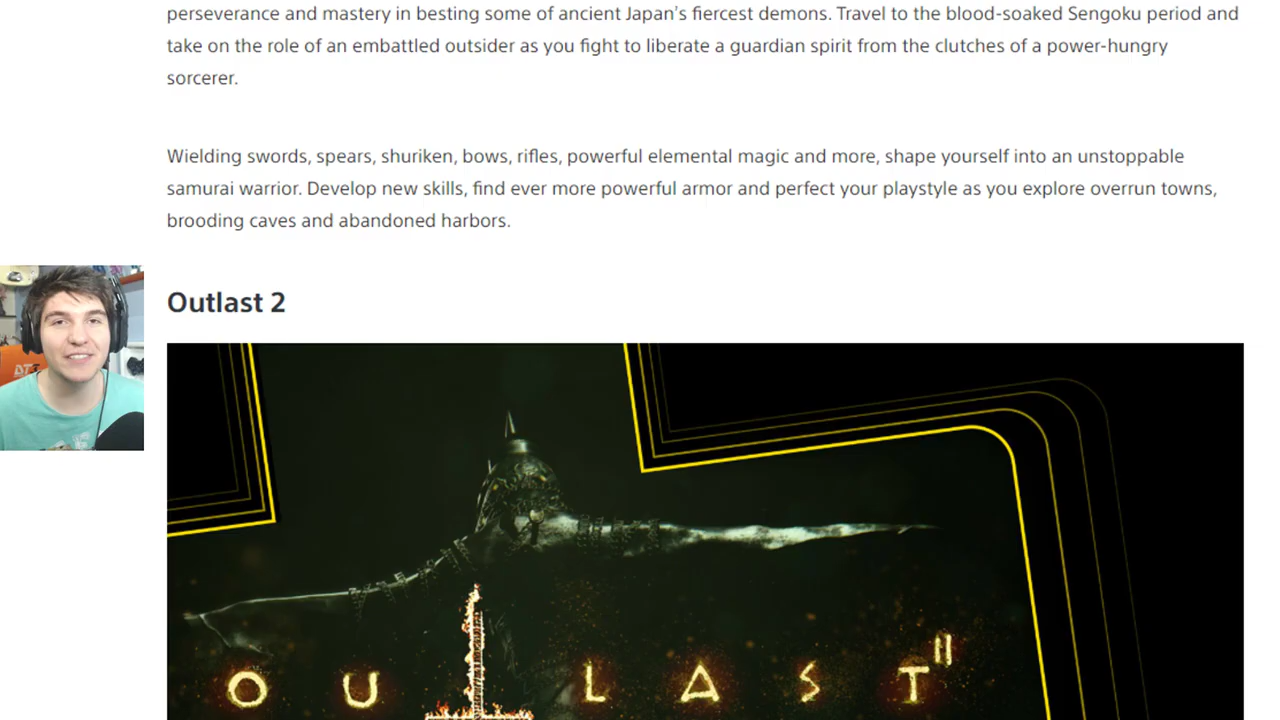 perseverance and mastery in besting some of ancient Japan's fiercest demons. Travel to the blood-soaked Sengoku period and
take on the role of an embattled outsider as you fight to liberate a guardian spirit from the clutches of a power-hungry
sorcerer.
Wielding swords, spears, shuriken, bows, rifles, powerful elemental magic and more, shape yourself into an unstoppable
samurai warrior. Develop new skills, find ever more powerful armor and perfect your playstyle as you explore overrun towns,
brooding caves and abandoned harbors.
Outlast 2
OUTLAST II